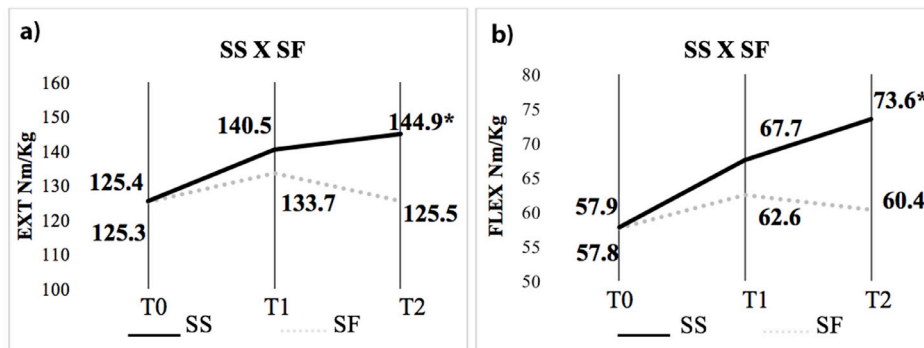 a)
SS X SF
EXT Nm/Kg
160
150
140
130
120
110
100
125.4
125.3
140.5
133.7
144.9*
125.5
T0 T1 T2
SS SF
b)
SS X SF
FLEX Nm/Kg
80
75
70
65
60
55
50
57.9
57.8
67.7
62.6
73.6*
60.4
T0 T1 T2
SS SF